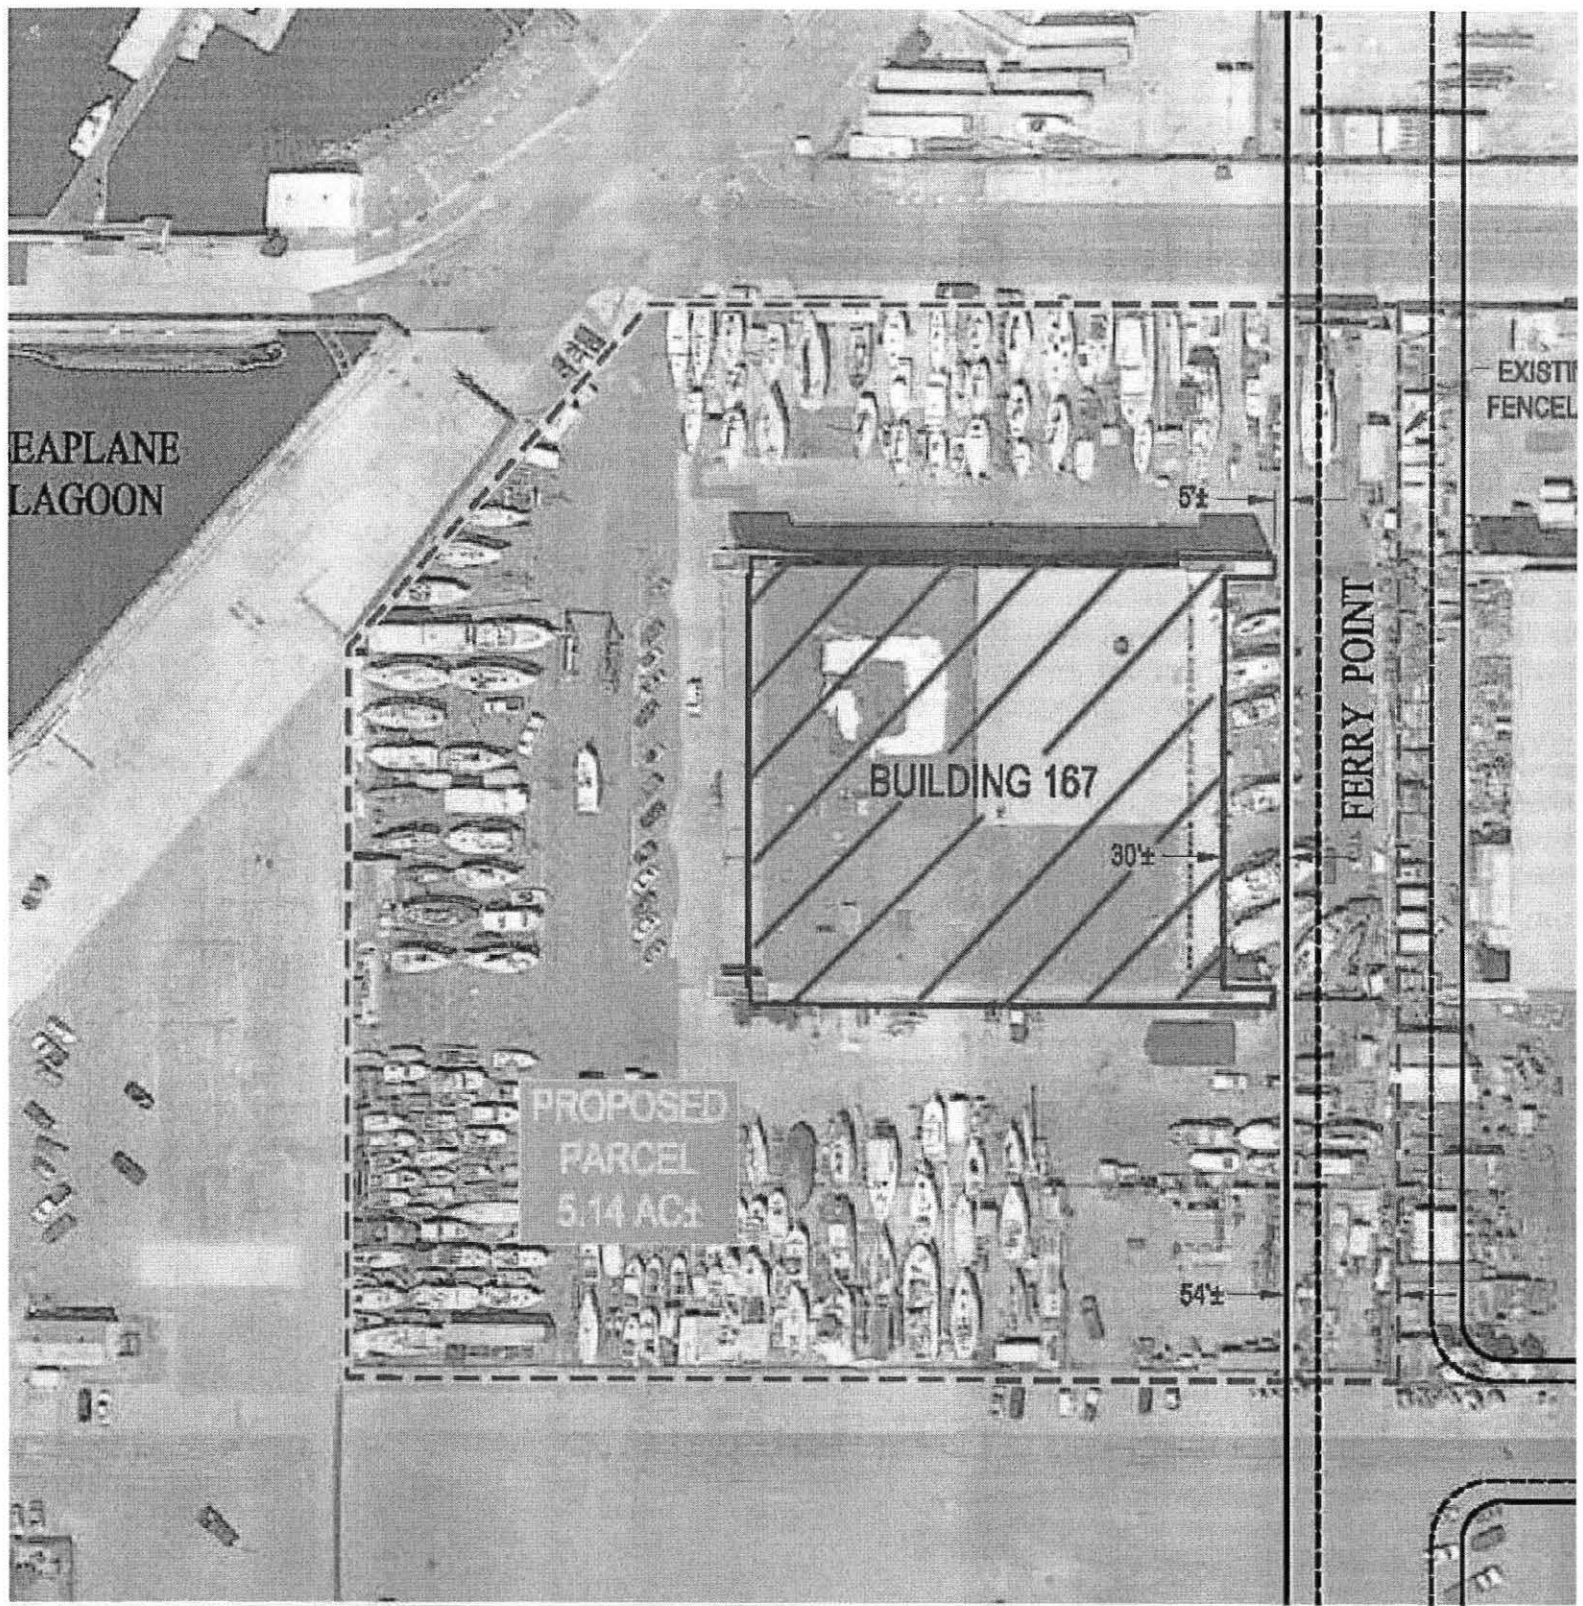 EXISTI
FENCEL
EAPLANE
LAGOON
5'±
FERRY POINT
BUILDING 167
30'±
PROPOSED
PARCEL
5.14 AC±
54'±